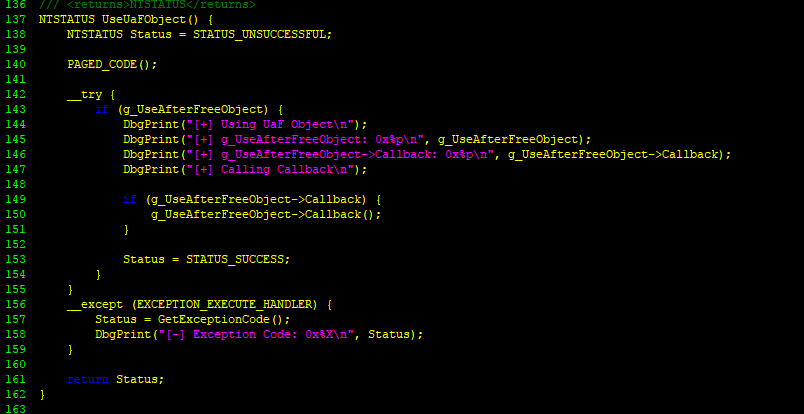 136 /// <returns>NTSTATUS</returns>
137 NTSTATUS UseUaFObject() {
138     NTSTATUS Status = STATUS_UNSUCCESSFUL;
139
140     PAGED_CODE();
141
142     __try {
143         if (g_UseAfterFreeObject) {
144             DbgPrint("[+] Using UaF Object\n");
145             DbgPrint("[+] g_UseAfterFreeObject: 0x%p\n", g_UseAfterFreeObject);
146             DbgPrint("[+] g_UseAfterFreeObject->Callback: 0x%p\n", g_UseAfterFreeObject->Callback);
147             DbgPrint("[+] Calling Callback\n");
148
149             if (g_UseAfterFreeObject->Callback) {
150                 g_UseAfterFreeObject->Callback();
151             }
152
153             Status = STATUS_SUCCESS;
154         }
155     }
156     __except (EXCEPTION_EXECUTE_HANDLER) {
157         Status = GetExceptionCode();
158         DbgPrint("[-] Exception Code: 0x%X\n", Status);
159     }
160
161     return Status;
162 }
163